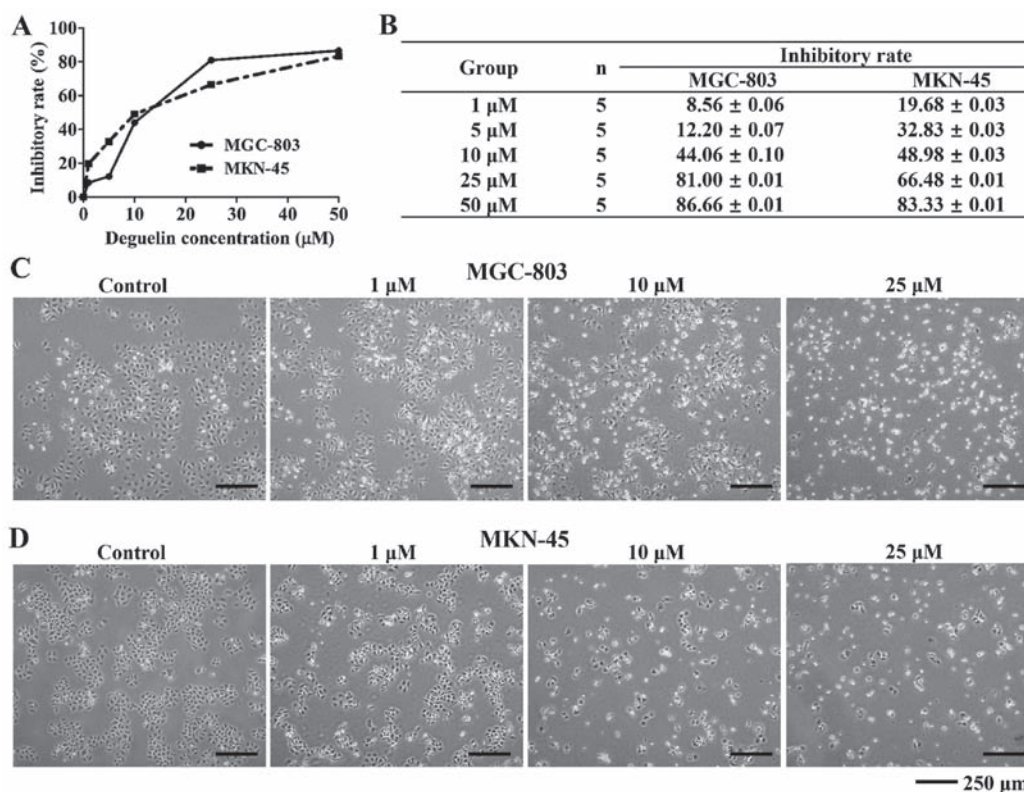 A
100
80
60
40
20
0
Inhibitory rate (%)
MGC-803
MKN-45
0 10 20 30 40 50
Deguelin concentration (μM)
B
Group n Inhibitory rate
MGC-803 MKN-45
1 μM 5 8.56 ± 0.06 19.68 ± 0.03
5 μM 5 12.20 ± 0.07 32.83 ± 0.03
10 μM 5 44.06 ± 0.10 48.98 ± 0.03
25 μM 5 81.00 ± 0.01 66.48 ± 0.01
50 μM 5 86.66 ± 0.01 83.33 ± 0.01
C
MGC-803
Control 1 μM 10 μM 25 μM
D
MKN-45
Control 1 μM 10 μM 25 μM
250 μm